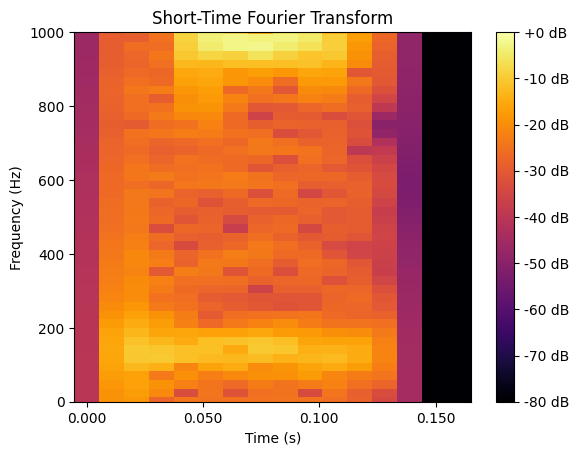 Short-Time Fourier Transform
1000
800
600
400
200
0
Frequency (Hz)
0.000
0.050
0.100
0.150
Time (s)
+0 dB
-10 dB
-20 dB
-30 dB
-40 dB
-50 dB
-60 dB
-70 dB
-80 dB